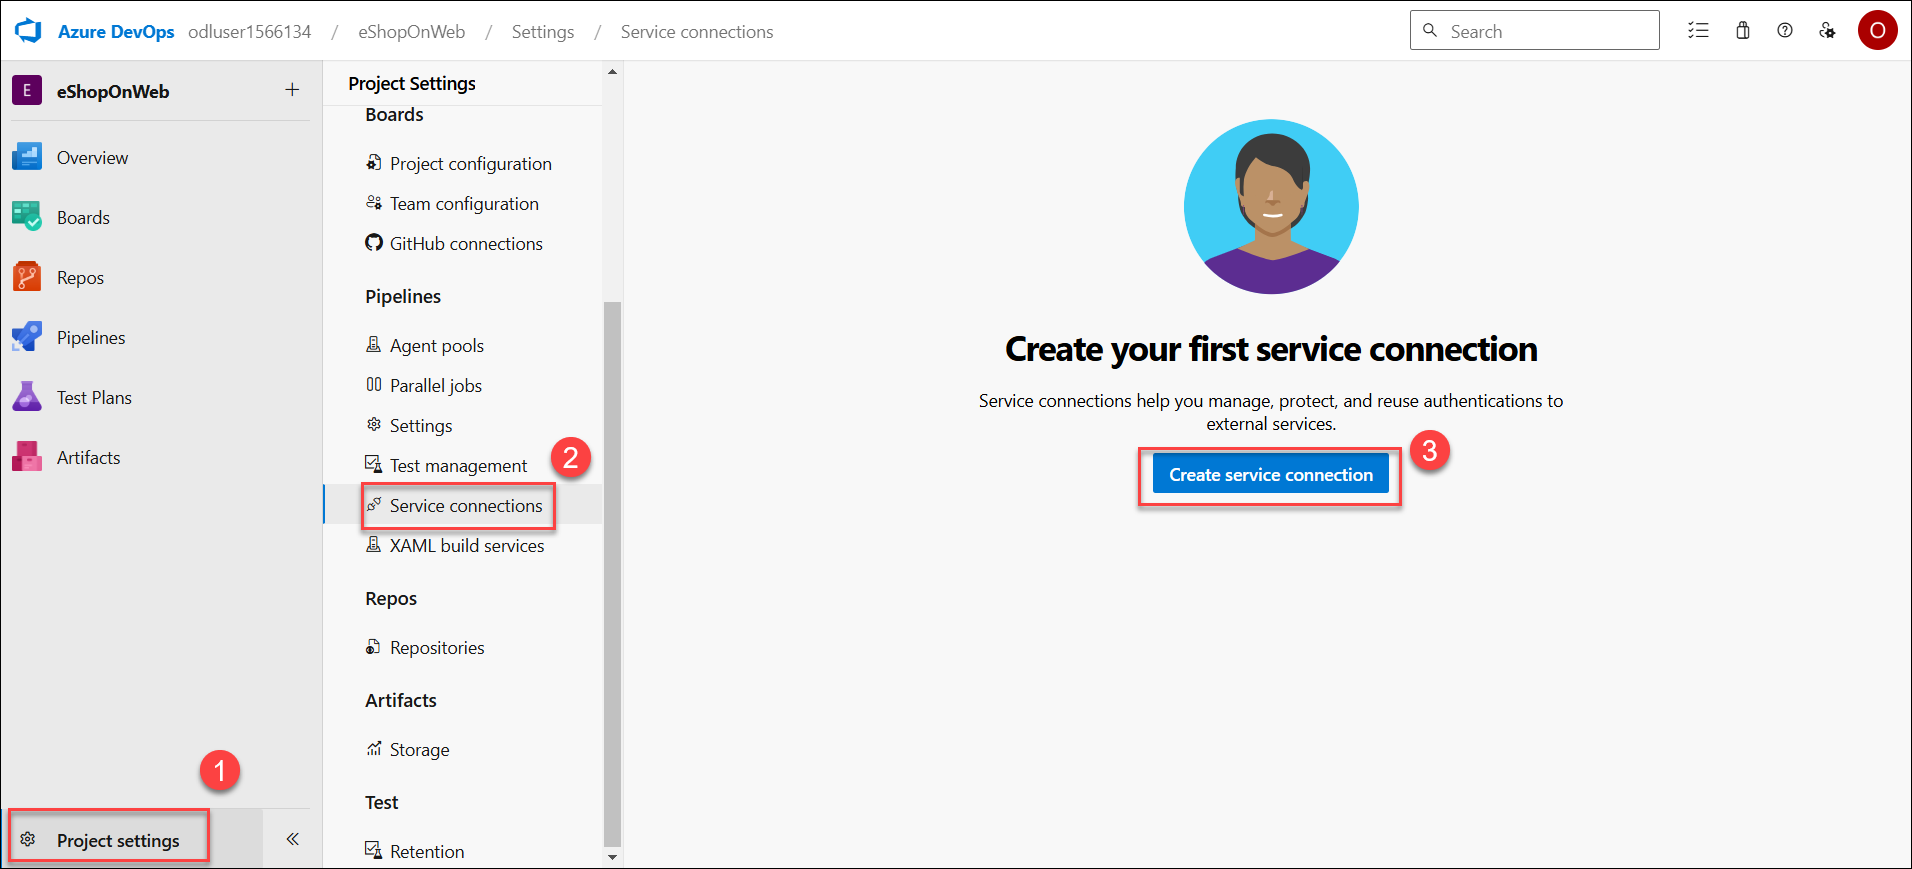 Azure DevOps odluser1566134 / eShopOnWeb / Settings / Service connections
Search
O
E eShopOnWeb
Overview
Boards
Repos
Pipelines
Test Plans
Artifacts
1
Project settings
Project Settings
Boards
Project configuration
Team configuration
GitHub connections
Pipelines
Agent pools
Parallel jobs
Settings
Test management
2
Service connections
XAML build services
Repos
Repositories
Artifacts
Storage
Test
Retention
Create your first service connection
Service connections help you manage, protect, and reuse authentications to
external services.
3
Create service connection